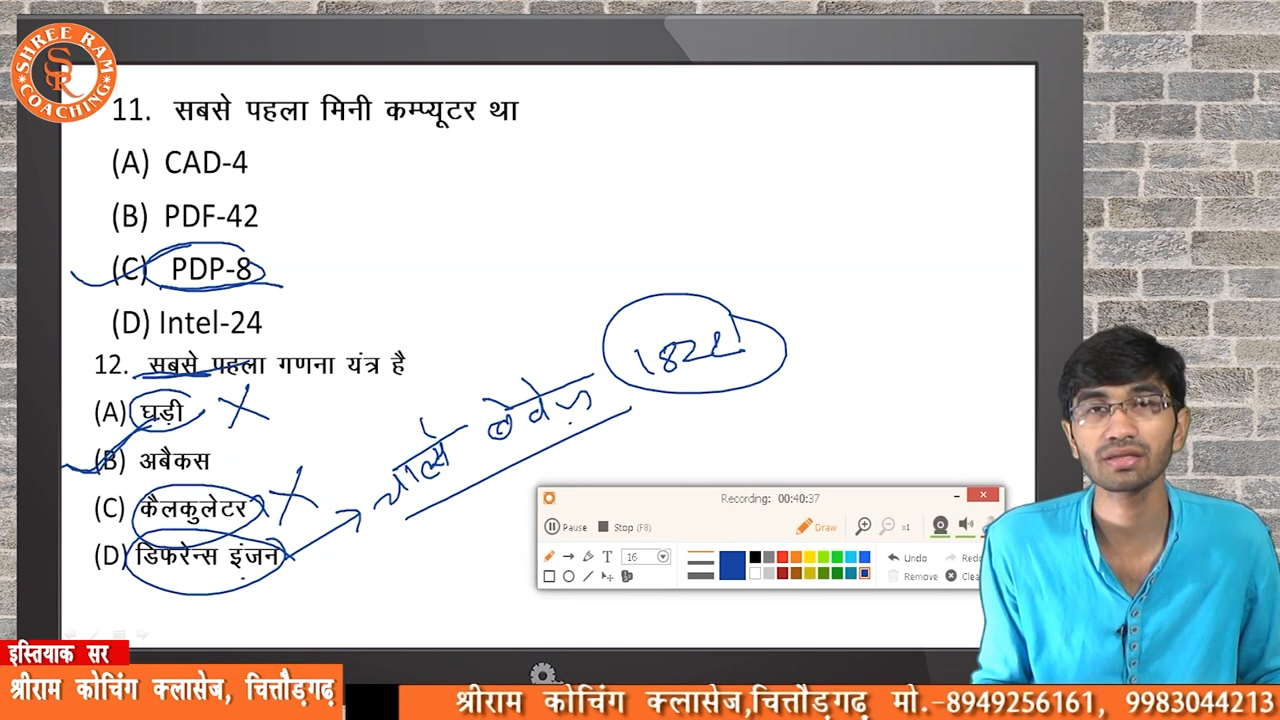 SHREE RAM
SR
COACHING
11. सबसे पहला मिनी कम्प्यूटर था
(A) CAD-4
(B) PDF-42
(C) PDP-8
(D) Intel-24
12. सबसे पहला गणना यंत्र है
(A) घड़ी
(B) अबैकस
(C) कैलकुलेटर
(D) डिफरेन्स इंजन
चार्ल्स बेवेज
Recording: 00:40:37
Pause Stop (F8) Draw x1
T 16 Undo
Remove
इस्तियाक सर
श्रीराम कोचिंग क्लासेज, चित्तौड़गढ़
श्रीराम कोचिंग क्लासेज,चित्तौड़गढ़ मो.-8949256161, 9983044213